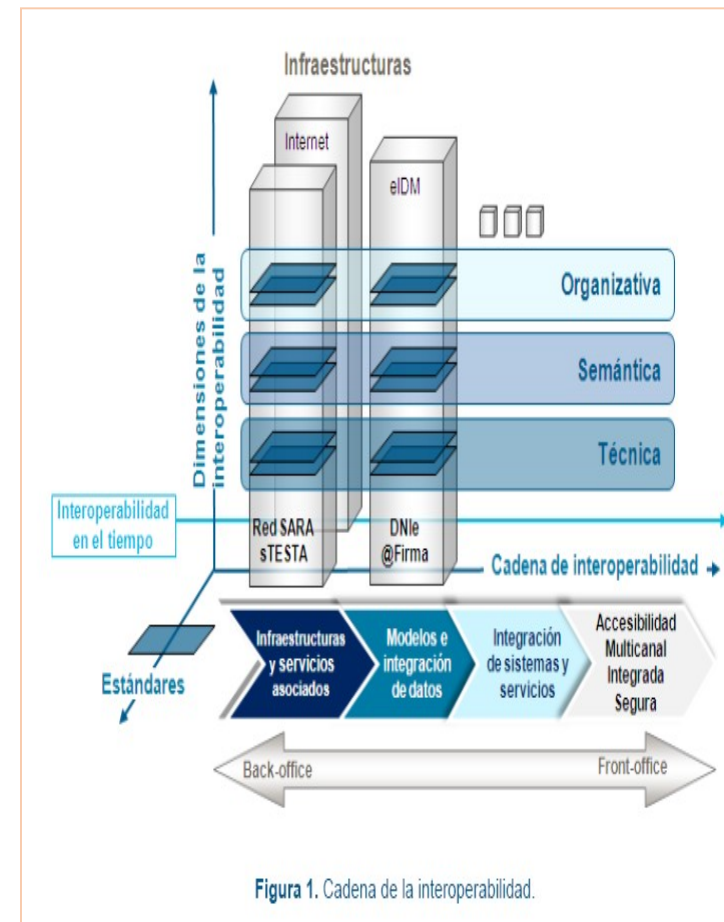 Infraestructuras
Internet
eIDM
Dimensiones de la
interoperabilidad
Organizativa
Semántica
Técnica
Interoperabilidad
en el tiempo
Red SARA
sTESTA
DNIe
@Firma
Cadena de interoperabilidad
Estándares
Infraestructuras
y servicios
asociados
Modelos e
integración
de datos
Integración
de sistemas y
servicios
Accesibilidad
Multicanal
Integrada
Segura
Back-office
Front-office
Figura 1. Cadena de la interoperabilidad.